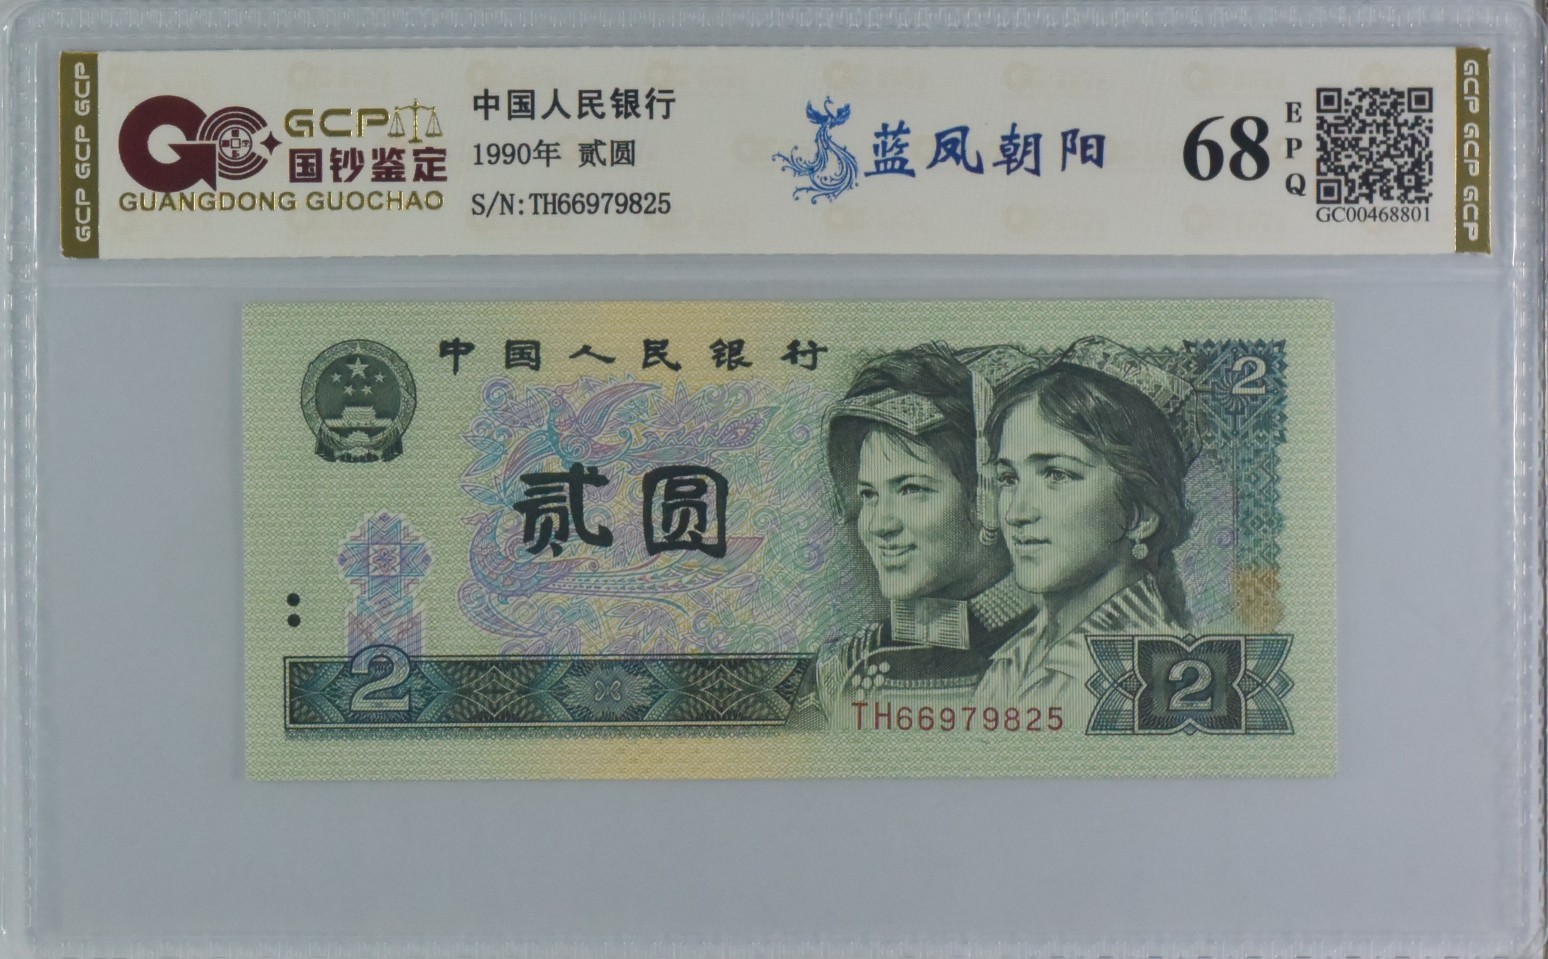 GCP GCP GCP
GCP
国钞鉴定
GUANGDONG GUOCHAO
中国人民银行
1990年 贰圆
S/N:TH66979825
蓝凤朝阳
68
EPQ
GC00468801
GCP GCP GCP
中国人民银行
2
贰圆
2
2
TH66979825